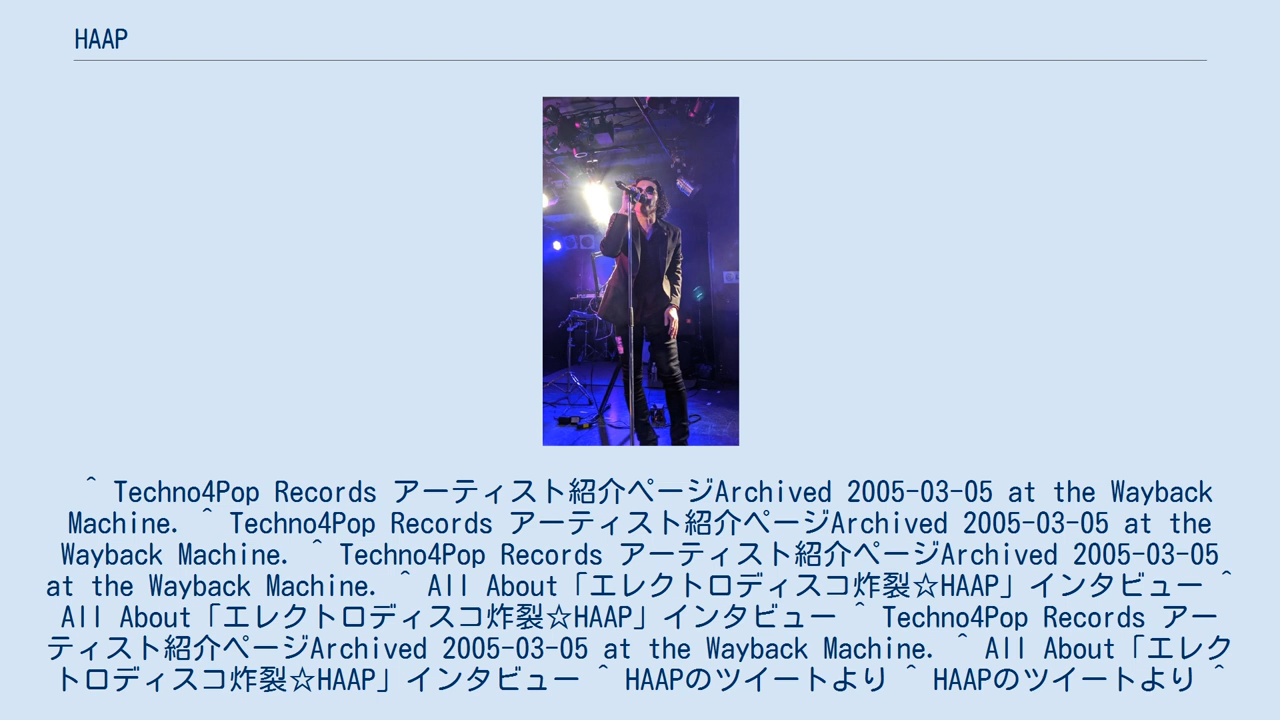 HAAP
^ Techno4Pop Records アーティスト紹介ページArchived 2005-03-05 at the Wayback
Machine. ^ Techno4Pop Records アーティスト紹介ページArchived 2005-03-05 at the
Wayback Machine. ^ Techno4Pop Records アーティスト紹介ページArchived 2005-03-05
at the Wayback Machine. ^ All About「エレクトロディスコ炸裂☆HAAP」インタビュー ^
All About「エレクトロディスコ炸裂☆HAAP」インタビュー ^ Techno4Pop Records アー
ティスト紹介ページArchived 2005-03-05 at the Wayback Machine. ^ All About「エレク
トロディスコ炸裂☆HAAP」インタビュー ^ HAAPのツイートより ^ HAAPのツイートより ^